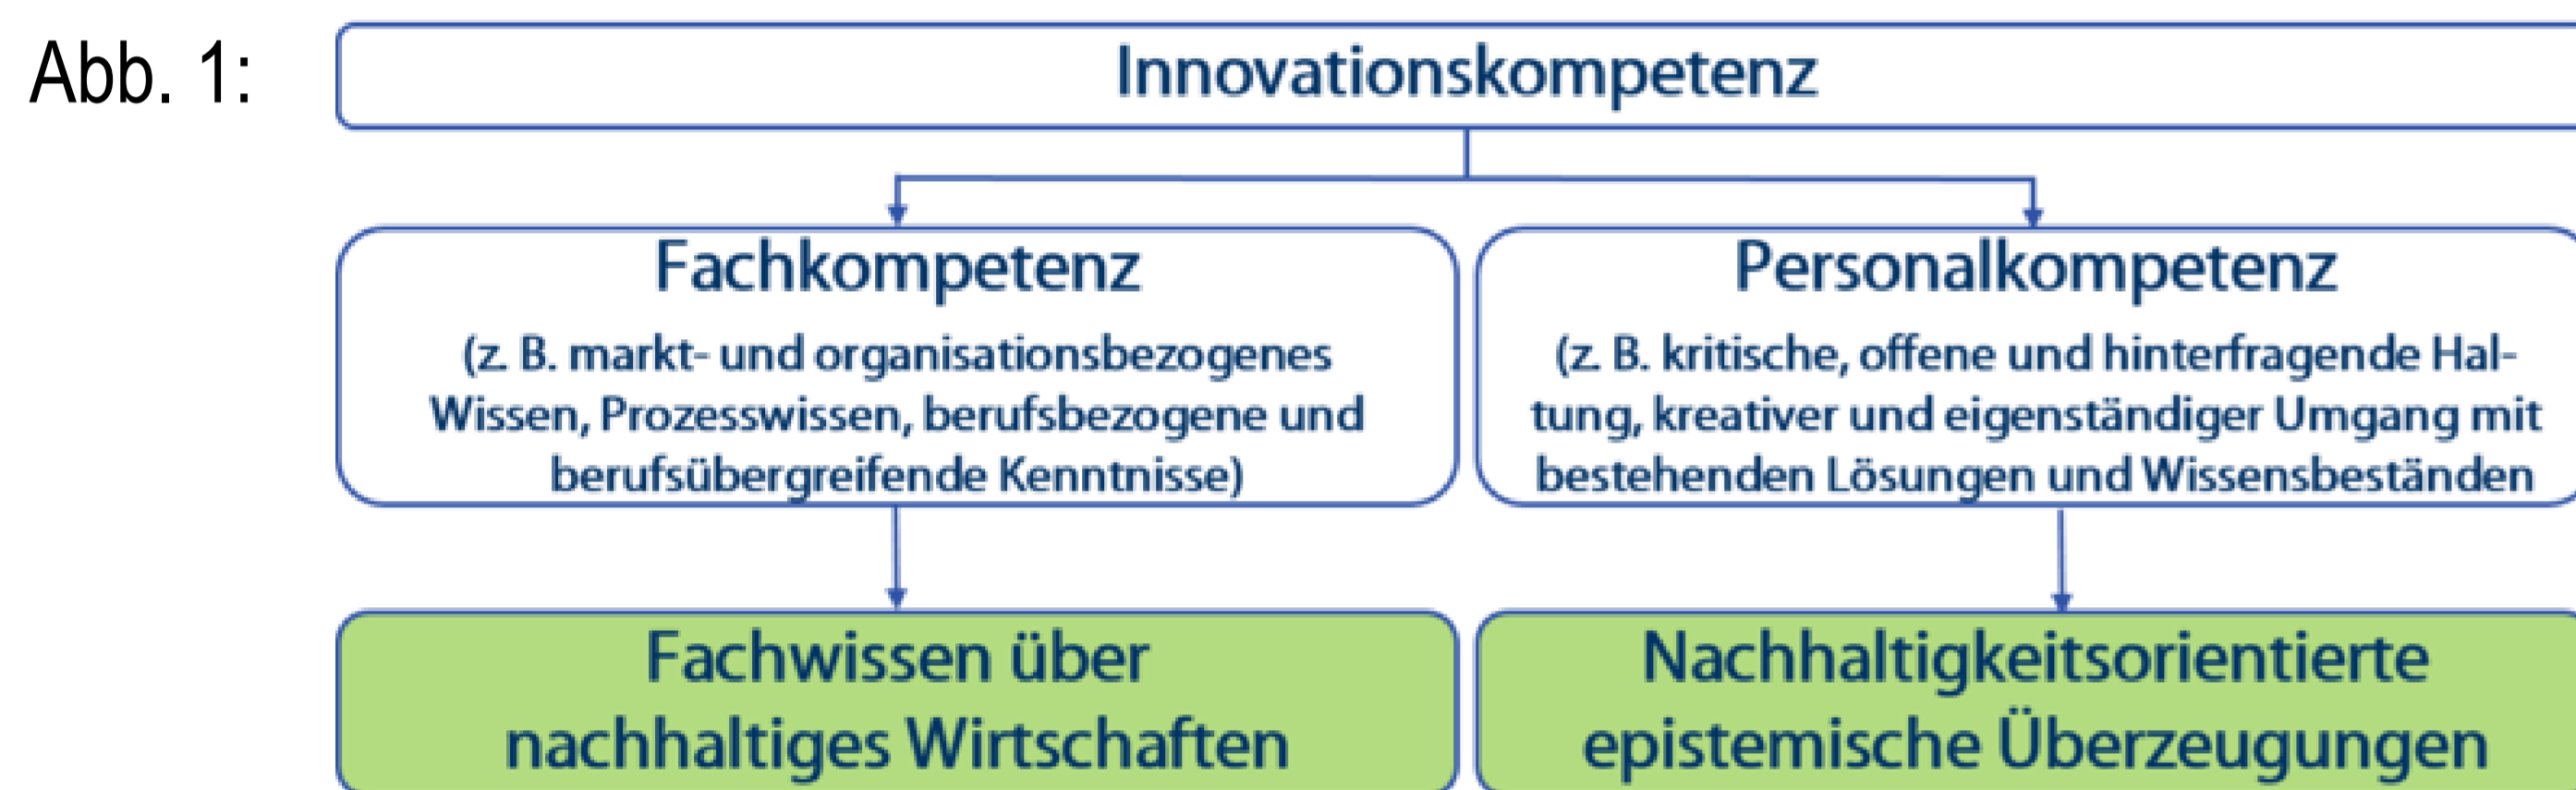 Abb. 1:
Innovationskompetenz
Fachkompetenz
(z. B. markt- und organisationsbezogenes
Wissen, Prozesswissen, berufsbezogene und
berufsübergreifende Kenntnisse)
Personalkompetenz
(z. B. kritische, offene und hinterfragende Hal-
tung, kreativer und eigenständiger Umgang mit
bestehenden Lösungen und Wissensbeständen
Fachwissen über
nachhaltiges Wirtschaften
Nachhaltigkeitsorientierte
epistemische Überzeugungen